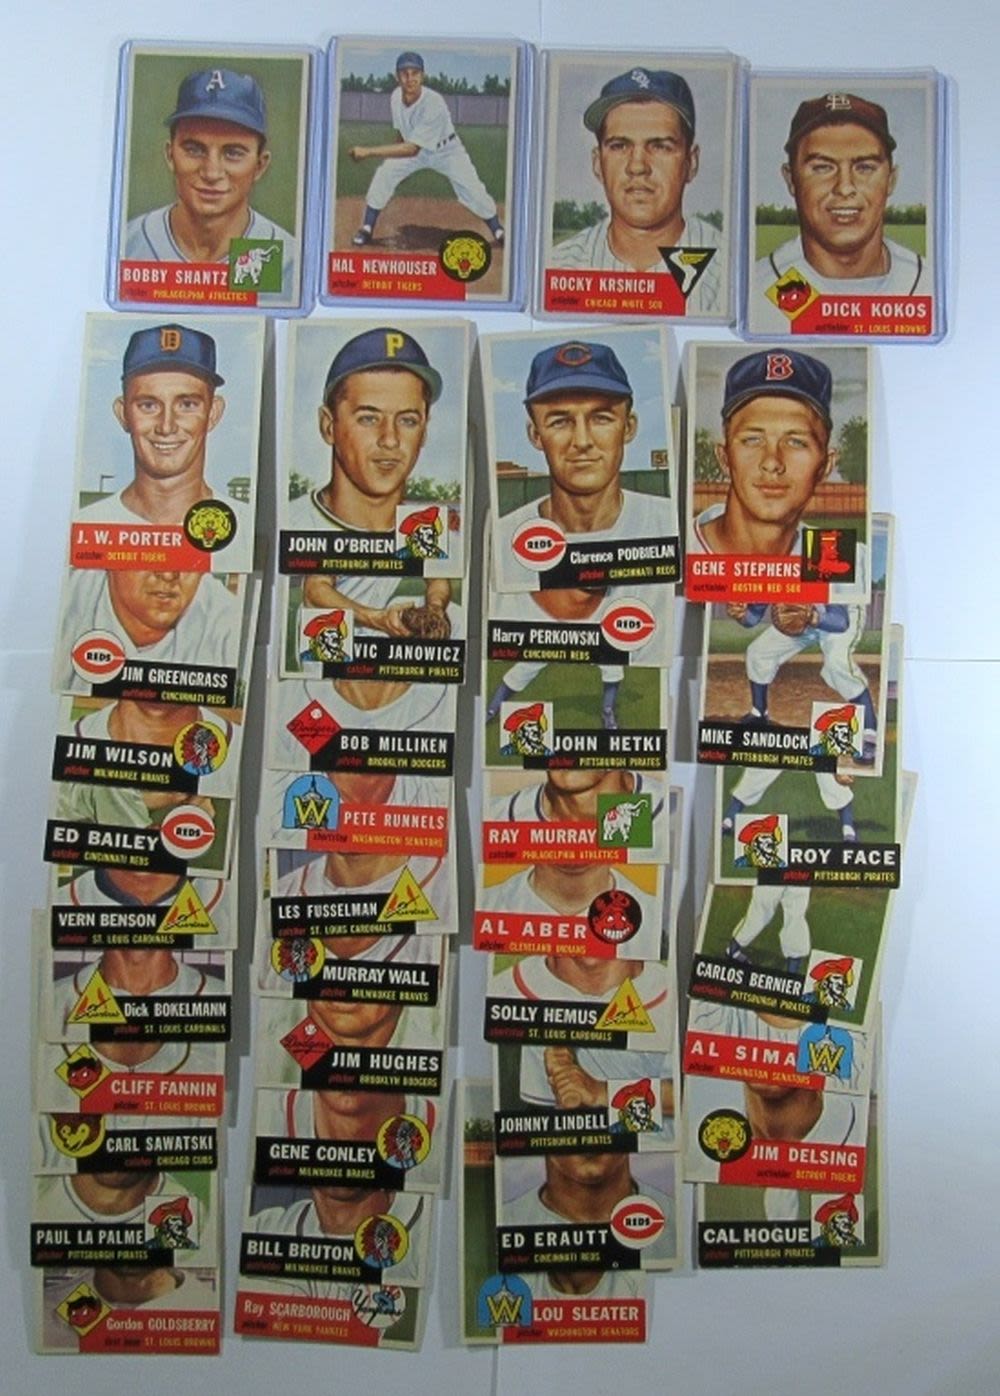 A
BOBBY SHANTZ
pitcher PHILADELPHIA ATHLETICS
HAL NEWHOUSER
pitcher DETROIT TIGERS
ROCKY KRSNICH
infielder CHICAGO WHITE SOX
DICK KOKOS
outfielder ST. LOUIS BROWNS
D
J. W. PORTER
catcher DETROIT TIGERS
P
JOHN O'BRIEN
infielder PITTSBURGH PIRATES
C
REDS
Clarence PODBIELAN
pitcher CINCINNATI REDS
B
GENE STEPHENS
outfielder BOSTON RED SOX
REDS
JIM GREENGRASS
outfielder CINCINNATI REDS
JIM WILSON
pitcher MILWAUKEE BRAVES
ED BAILEY
REDS
catcher CINCINNATI REDS
VERN BENSON
infielder ST. LOUIS CARDINALS
Dick BOKELMANN
pitcher ST. LOUIS CARDINALS
CLIFF FANNIN
pitcher ST. LOUIS BROWNS
CARL SAWATSKI
catcher CHICAGO CUBS
PAUL LA PALME
pitcher PITTSBURGH PIRATES
Gordon GOLDSBERRY
first base ST. LOUIS BROWNS
VIC JANOWICZ
catcher PITTSBURGH PIRATES
Dodgers
BOB MILLIKEN
pitcher BROOKLYN DODGERS
W
PETE RUNNELS
shortstop WASHINGTON SENATORS
LES FUSSELMAN
catcher ST. LOUIS CARDINALS
MURRAY WALL
pitcher MILWAUKEE BRAVES
Dodgers
JIM HUGHES
pitcher BROOKLYN DODGERS
GENE CONLEY
pitcher MILWAUKEE BRAVES
BILL BRUTON
outfielder MILWAUKEE BRAVES
Ray SCARBOROUGH
Yankees
pitcher NEW YORK YANKEES
Harry PERKOWSKI
REDS
pitcher CINCINNATI REDS
JOHN HETKI
pitcher PITTSBURGH PIRATES
RAY MURRAY
catcher PHILADELPHIA ATHLETICS
AL ABER
pitcher CLEVELAND INDIANS
SOLLY HEMUS
shortstop ST. LOUIS CARDINALS
JOHNNY LINDELL
pitcher PITTSBURGH PIRATES
ED ERAUTT
REDS
pitcher CINCINNATI REDS
W
LOU SLEATER
pitcher WASHINGTON SENATORS
MIKE SANDLOCK
catcher PITTSBURGH PIRATES
ROY FACE
pitcher PITTSBURGH PIRATES
CARLOS BERNIER
outfielder PITTSBURGH PIRATES
AL SIMA
W
pitcher WASHINGTON SENATORS
JIM DELSING
outfielder DETROIT TIGERS
CAL HOGUE
pitcher PITTSBURGH PIRATES